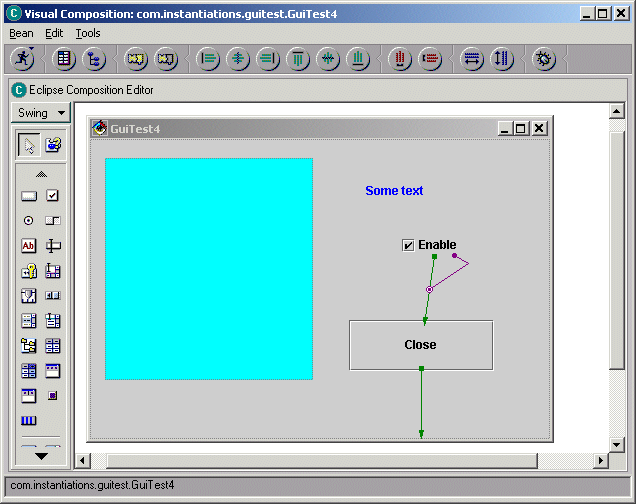 Visual Composition: com.instantiations.guitest.GuiTest4
Bean Edit Tools
Eclipse Composition Editor
Swing
GuiTest4
Some text
Enable
Ab
Close
com.instantiations.guitest.GuiTest4